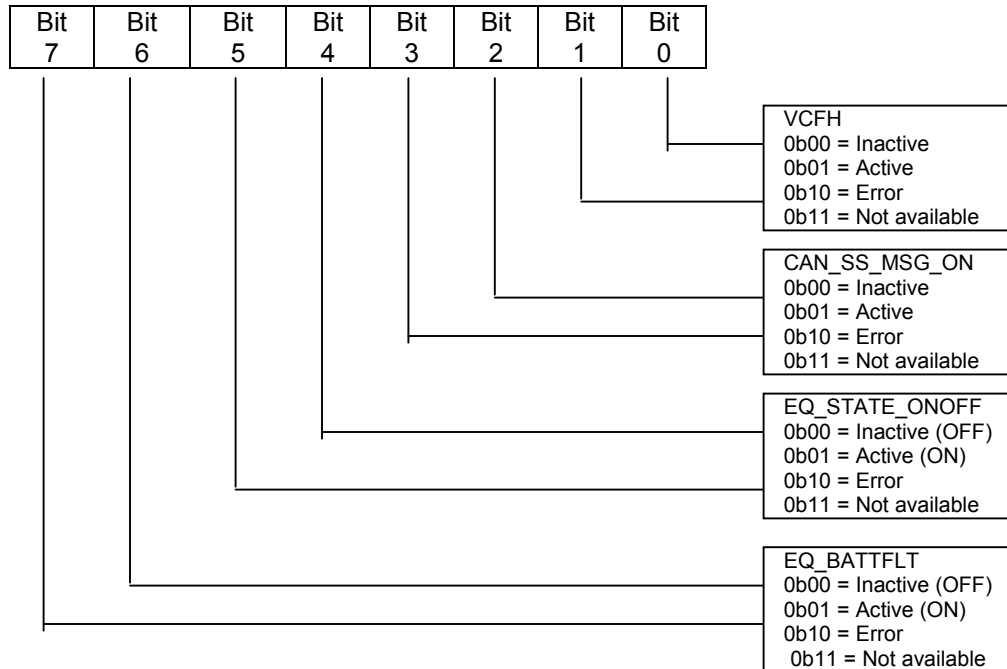 Bit Bit Bit Bit Bit Bit Bit Bit
7 6 5 4 3 2 1 0
VCFH
0b00 = Inactive
0b01 = Active
0b10 = Error
0b11 = Not available
CAN_SS_MSG_ON
0b00 = Inactive
0b01 = Active
0b10 = Error
0b11 = Not available
EQ_STATE_ONOFF
0b00 = Inactive (OFF)
0b01 = Active (ON)
0b10 = Error
0b11 = Not available
EQ_BATTFLT
0b00 = Inactive (OFF)
0b01 = Active (ON)
0b10 = Error
0b11 = Not available